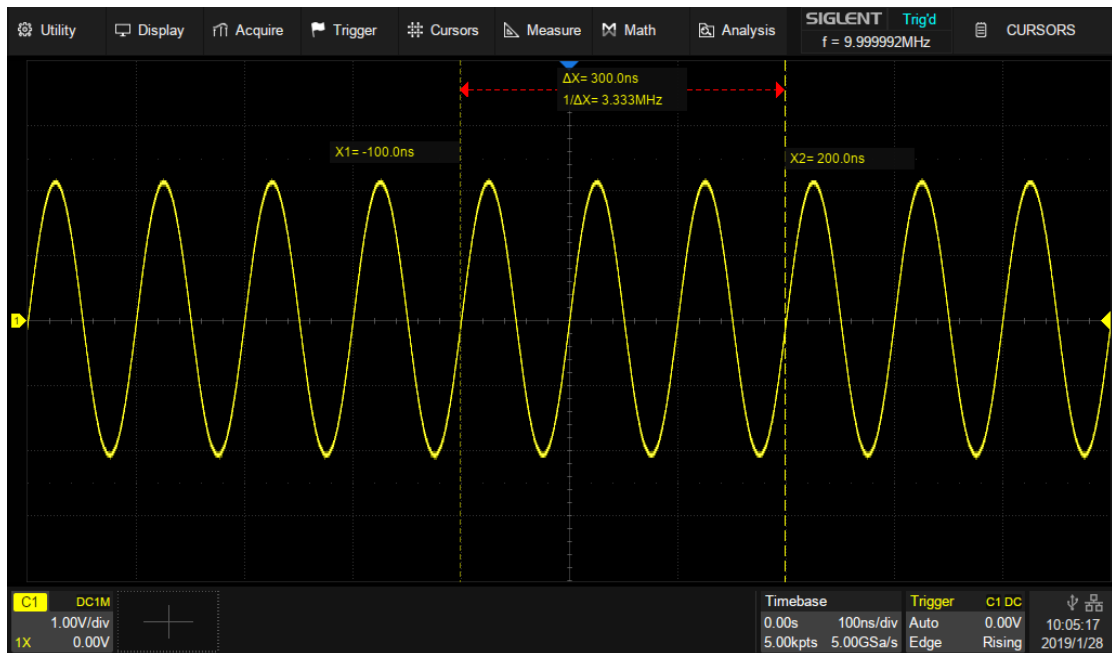 Utility Display Acquire Trigger Cursors Measure Math Analysis SIGLENT Trig'd CURSORS
f = 9.999992MHz
ΔX= 300.0ns
1/ΔX= 3.333MHz
X1= -100.0ns
X2= 200.0ns
1
C1 DC1M Timebase Trigger C1 DC
1.00V/div 0.00s 100ns/div Auto 0.00V 10:05:17
1X 0.00V 5.00kpts 5.00GSa/s Edge Rising 2019/1/28